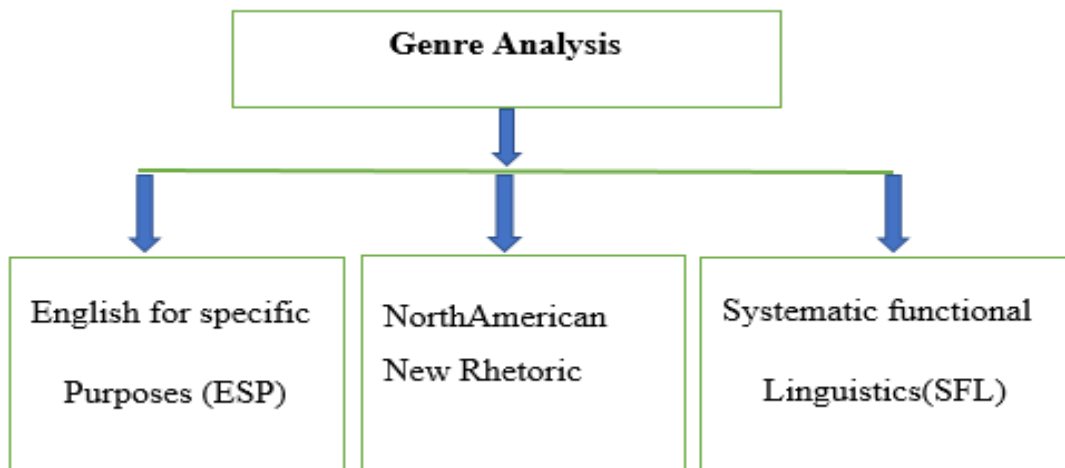 Genre Analysis
English for specific
Purposes (ESP)
NorthAmerican
New Rhetoric
Systematic functional
Linguistics(SFL)